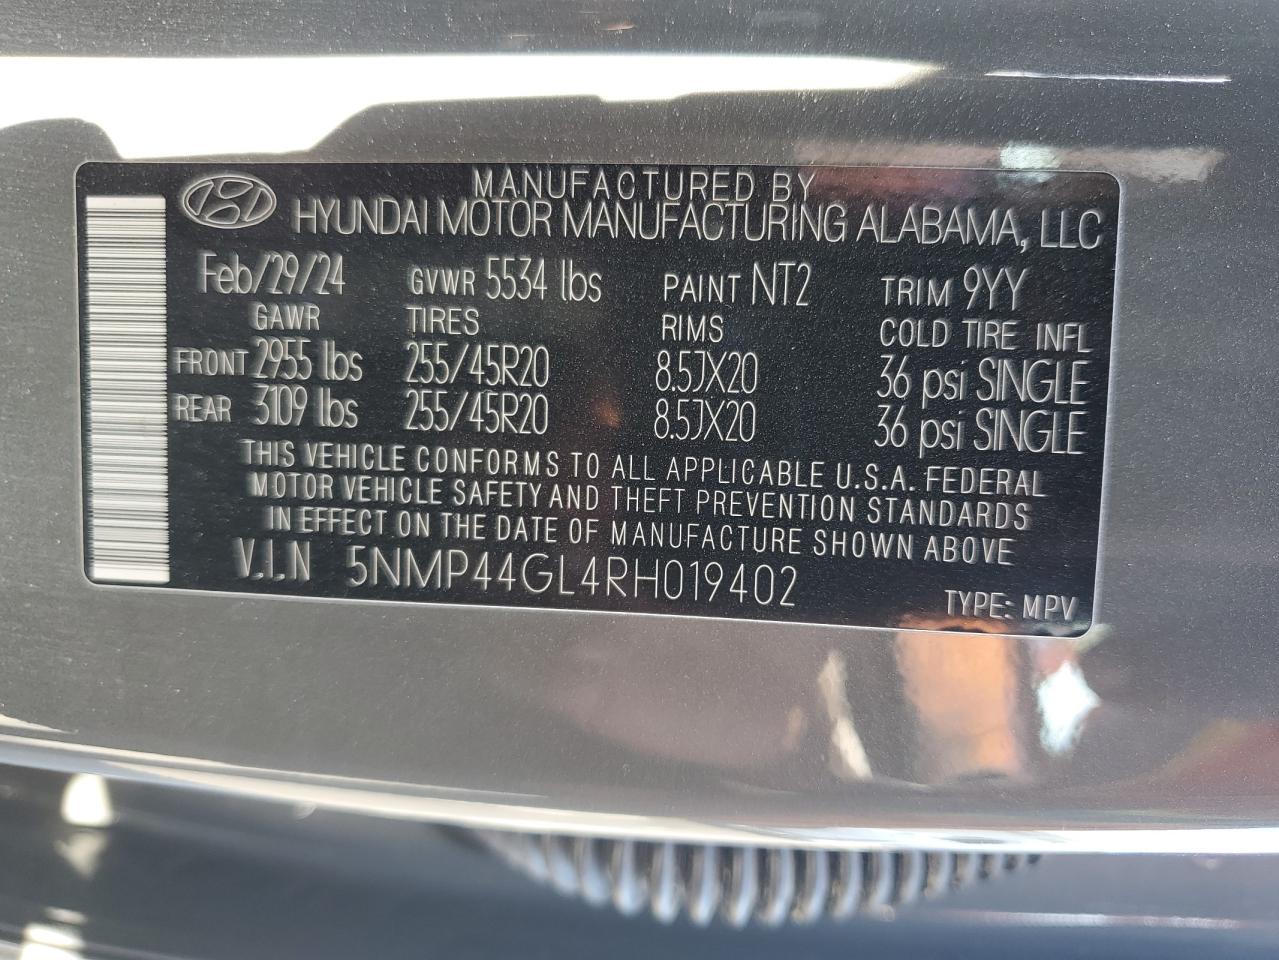 MANUFACTURED BY
HYUNDAI MOTOR MANUFACTURING ALABAMA, LLC
Feb/29/24 GVWR 5534 lbs PAINT NT2 TRIM 9YY
GAWR TIRES RIMS COLD TIRE INFL
FRONT 2955 lbs 255/45R20 8.5JX20 36 psi SINGLE
REAR 3109 lbs 255/45R20 8.5JX20 36 psi SINGLE
THIS VEHICLE CONFORMS TO ALL APPLICABLE U.S.A. FEDERAL
MOTOR VEHICLE SAFETY AND THEFT PREVENTION STANDARDS
IN EFFECT ON THE DATE OF MANUFACTURE SHOWN ABOVE
V.I.N 5NMP44GL4RH019402
TYPE: MPV